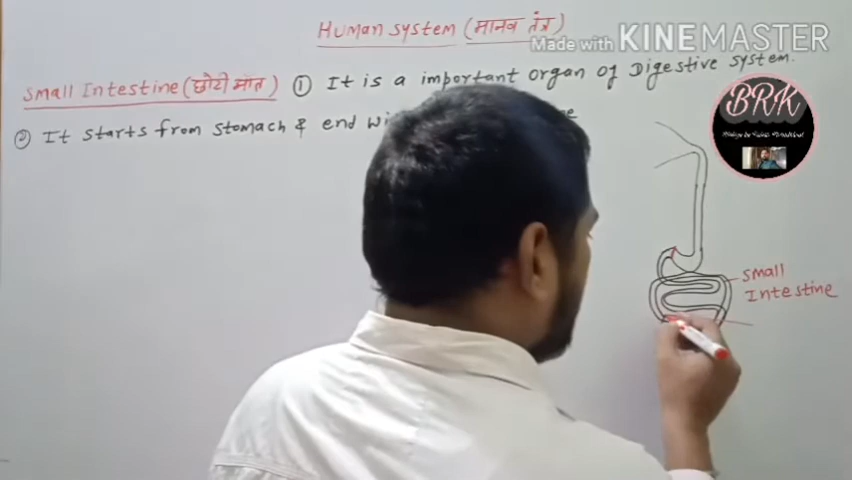 Human system (मानव तंत्र)
Made with KINEMASTER
Small Intestine (छोटी आंत) ① It is a important organ of Digestive system.
② It starts from stomach & end
BRK
Small
Intestine